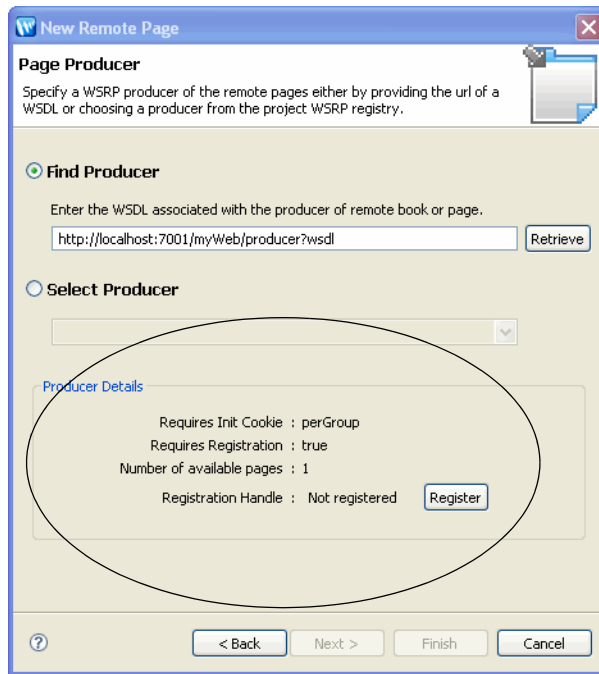 New Remote Page
Page Producer
Specify a WSRP producer of the remote pages either by providing the url of a
WSDL or choosing a producer from the project WSRP registry.
Find Producer
Enter the WSDL associated with the producer of remote book or page.
http://localhost:7001/myWeb/producer?wsdl Retrieve
Select Producer
Producer Details
Requires Init Cookie : perGroup
Requires Registration : true
Number of available pages : 1
Registration Handle : Not registered Register
? < Back Next > Finish Cancel